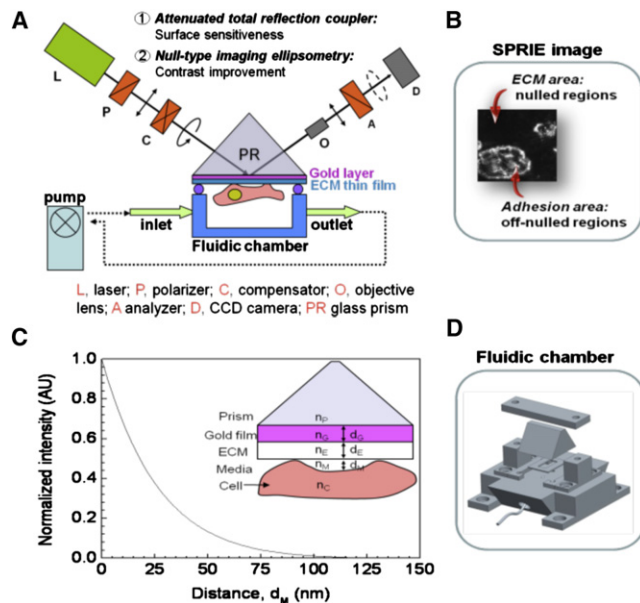 A
① Attenuated total reflection coupler:
Surface sensitiveness
② Null-type imaging ellipsometry:
Contrast improvement
L
P
C
PR
O
A
D
Gold layer
ECM thin film
pump
inlet
outlet
Fluidic chamber
L, laser; P, polarizer; C, compensator; O, objective
lens; A analyzer; D, CCD camera; PR glass prism
B
SPRIE image
ECM area:
nulled regions
Adhesion area:
off-nulled regions
C
Normalized intensity (AU)
1.0
0.8
0.6
0.4
0.2
0.0
0
25
50
75
100
125
150
Distance, dM (nm)
Prism
nP
Gold film
nG
dG
ECM
nE
dE
Media
nM
dM
Cell
nC
D
Fluidic chamber